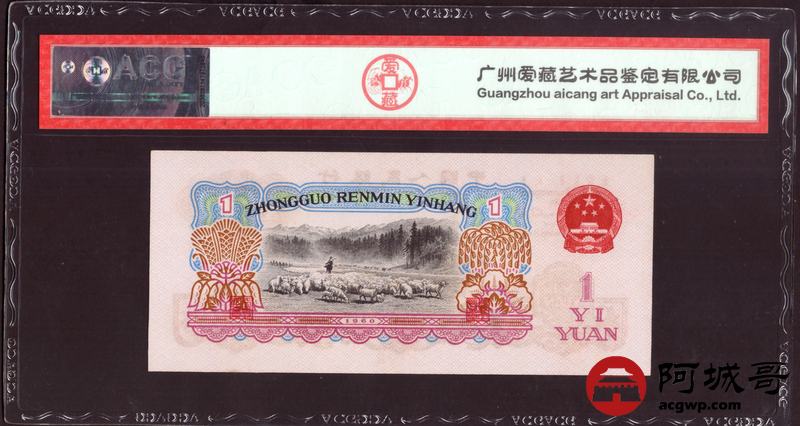 ACG
爱
藏
广州爱藏艺术品鉴定有限公司
Guangzhou aicang art Appraisal Co., Ltd.
1
ZHONGGUO RENMIN YINHANG
1
1960
1
YI
YUAN
阿城哥
acgwp.com